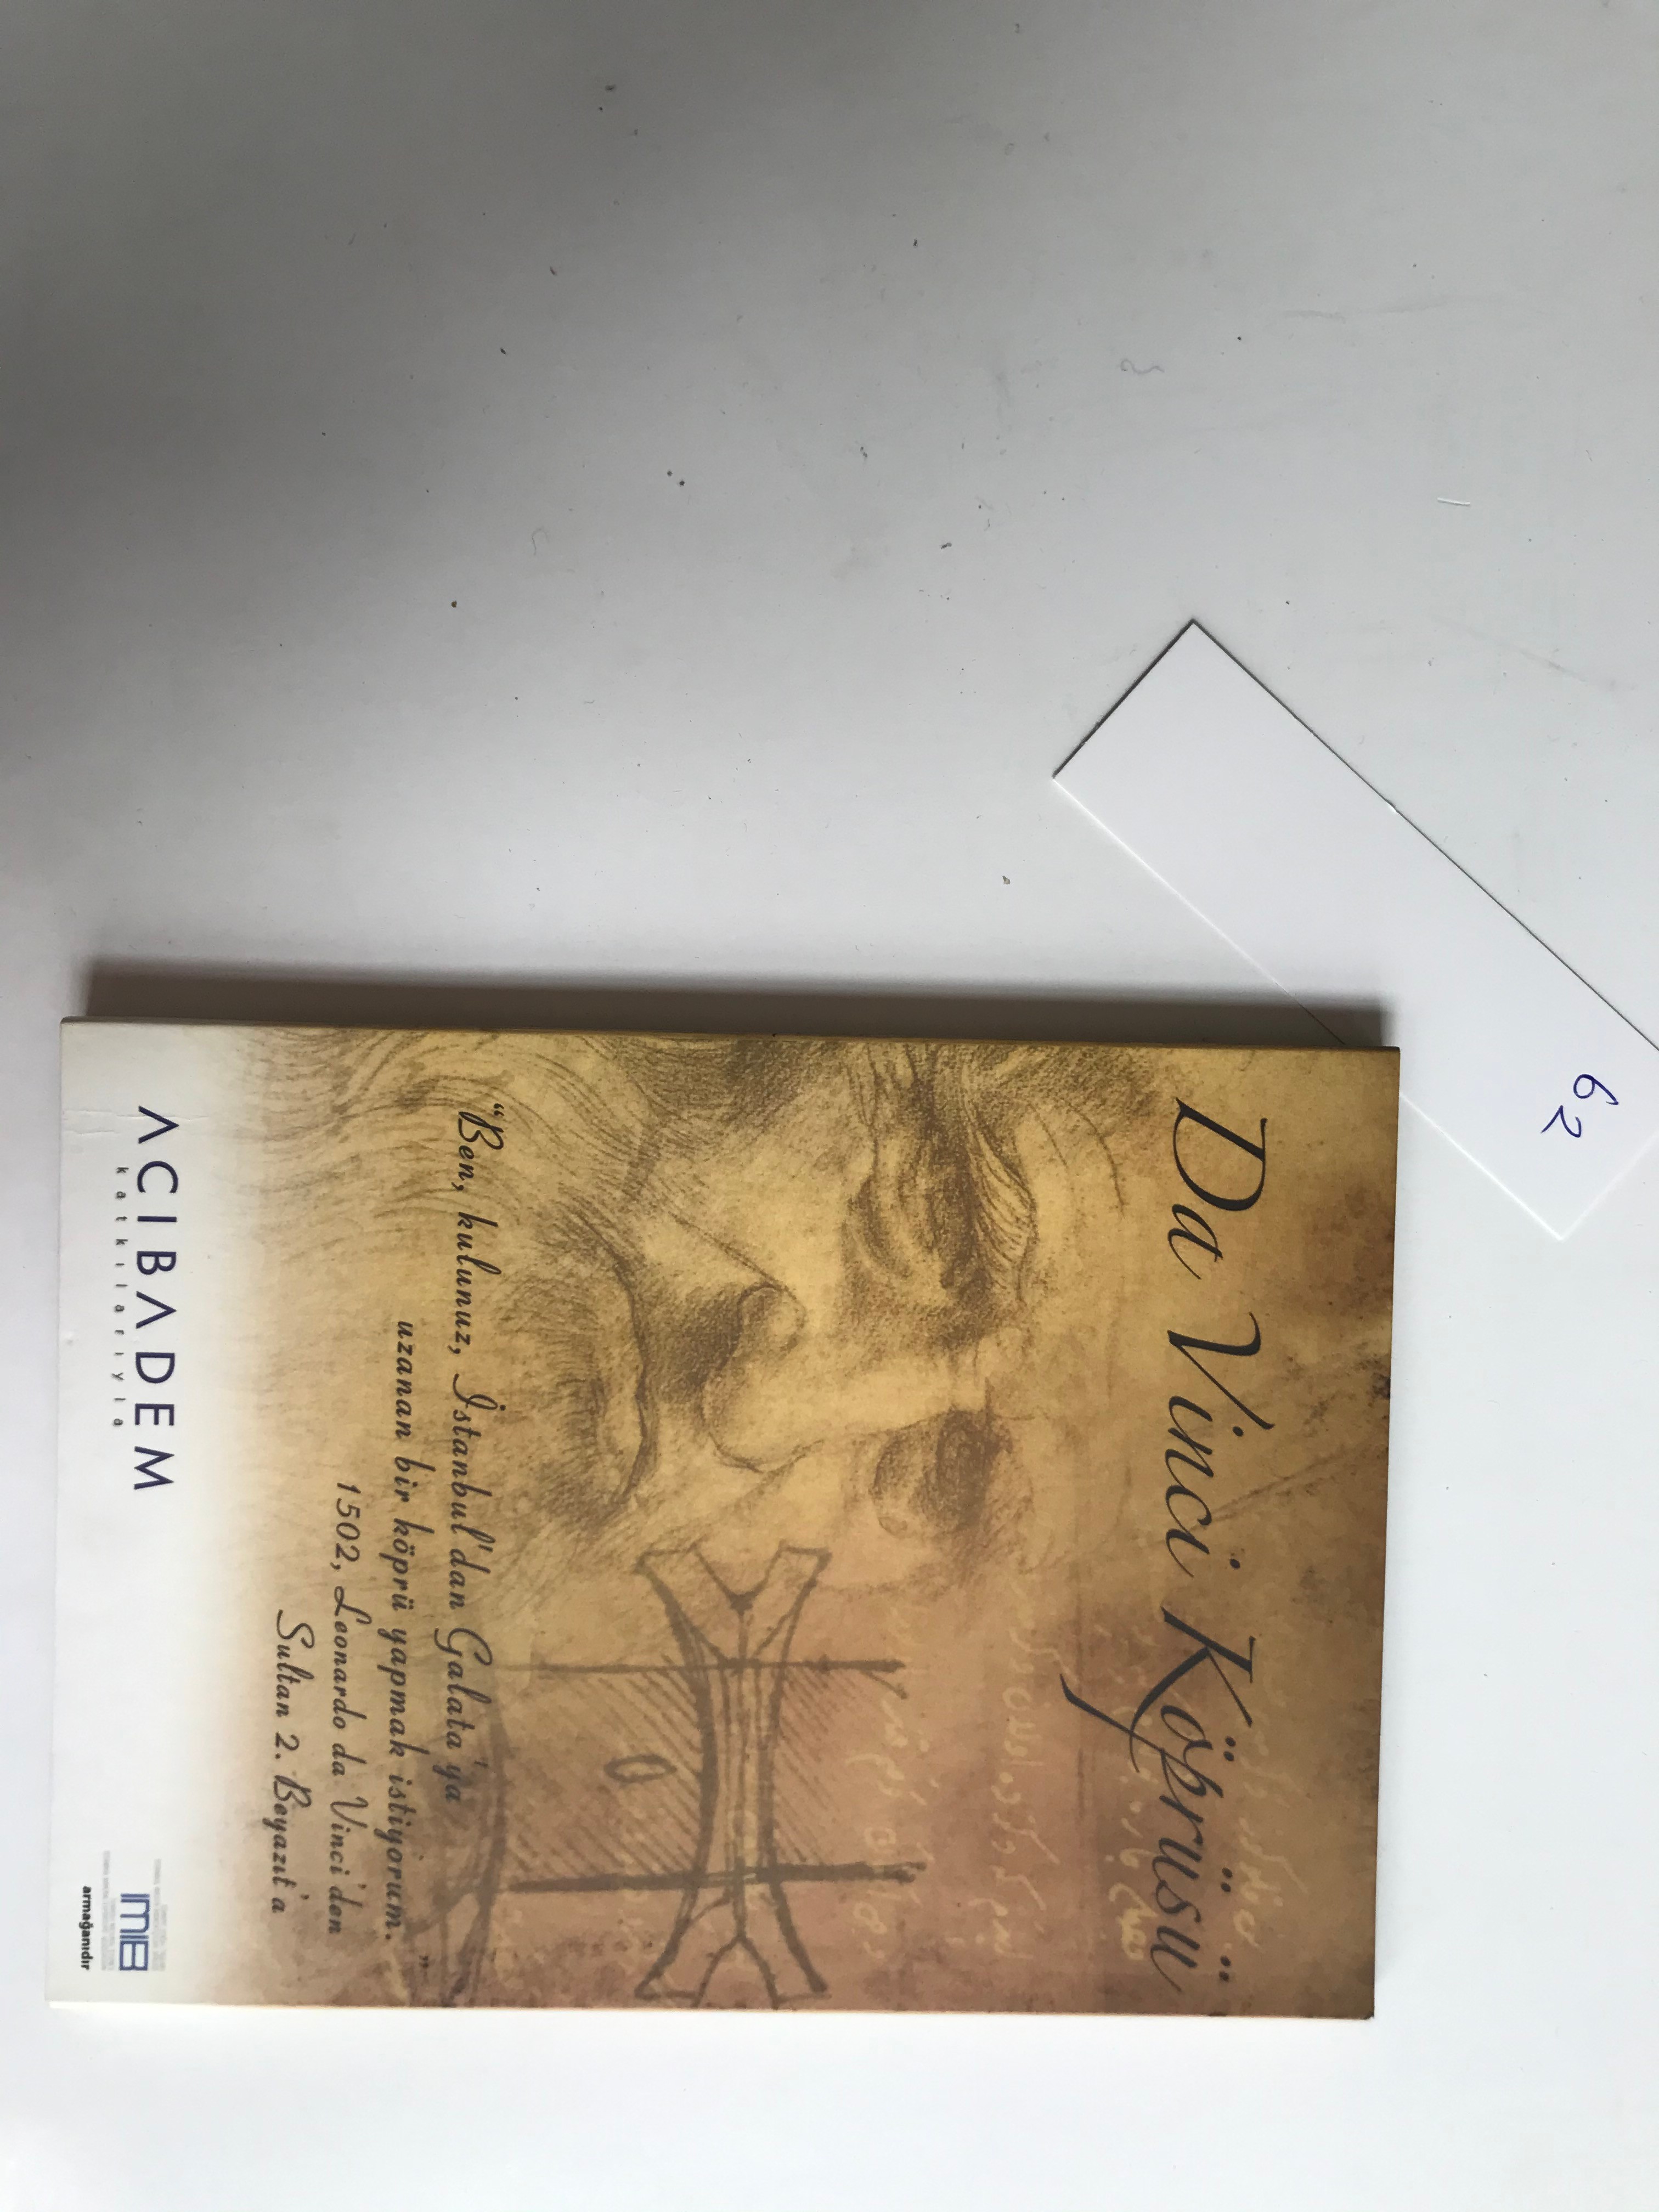 62
Da Vinci Köprüsü
“Ben, kulunuz, İstanbul'dan Galata'ya
uzanan bir köprü yapmak istiyorum.”
1502, Leonardo da Vinci'den
Sultan 2. Beyazıt'a
ACIBADEM
katkılarıyla
IMIB
armağanıdır